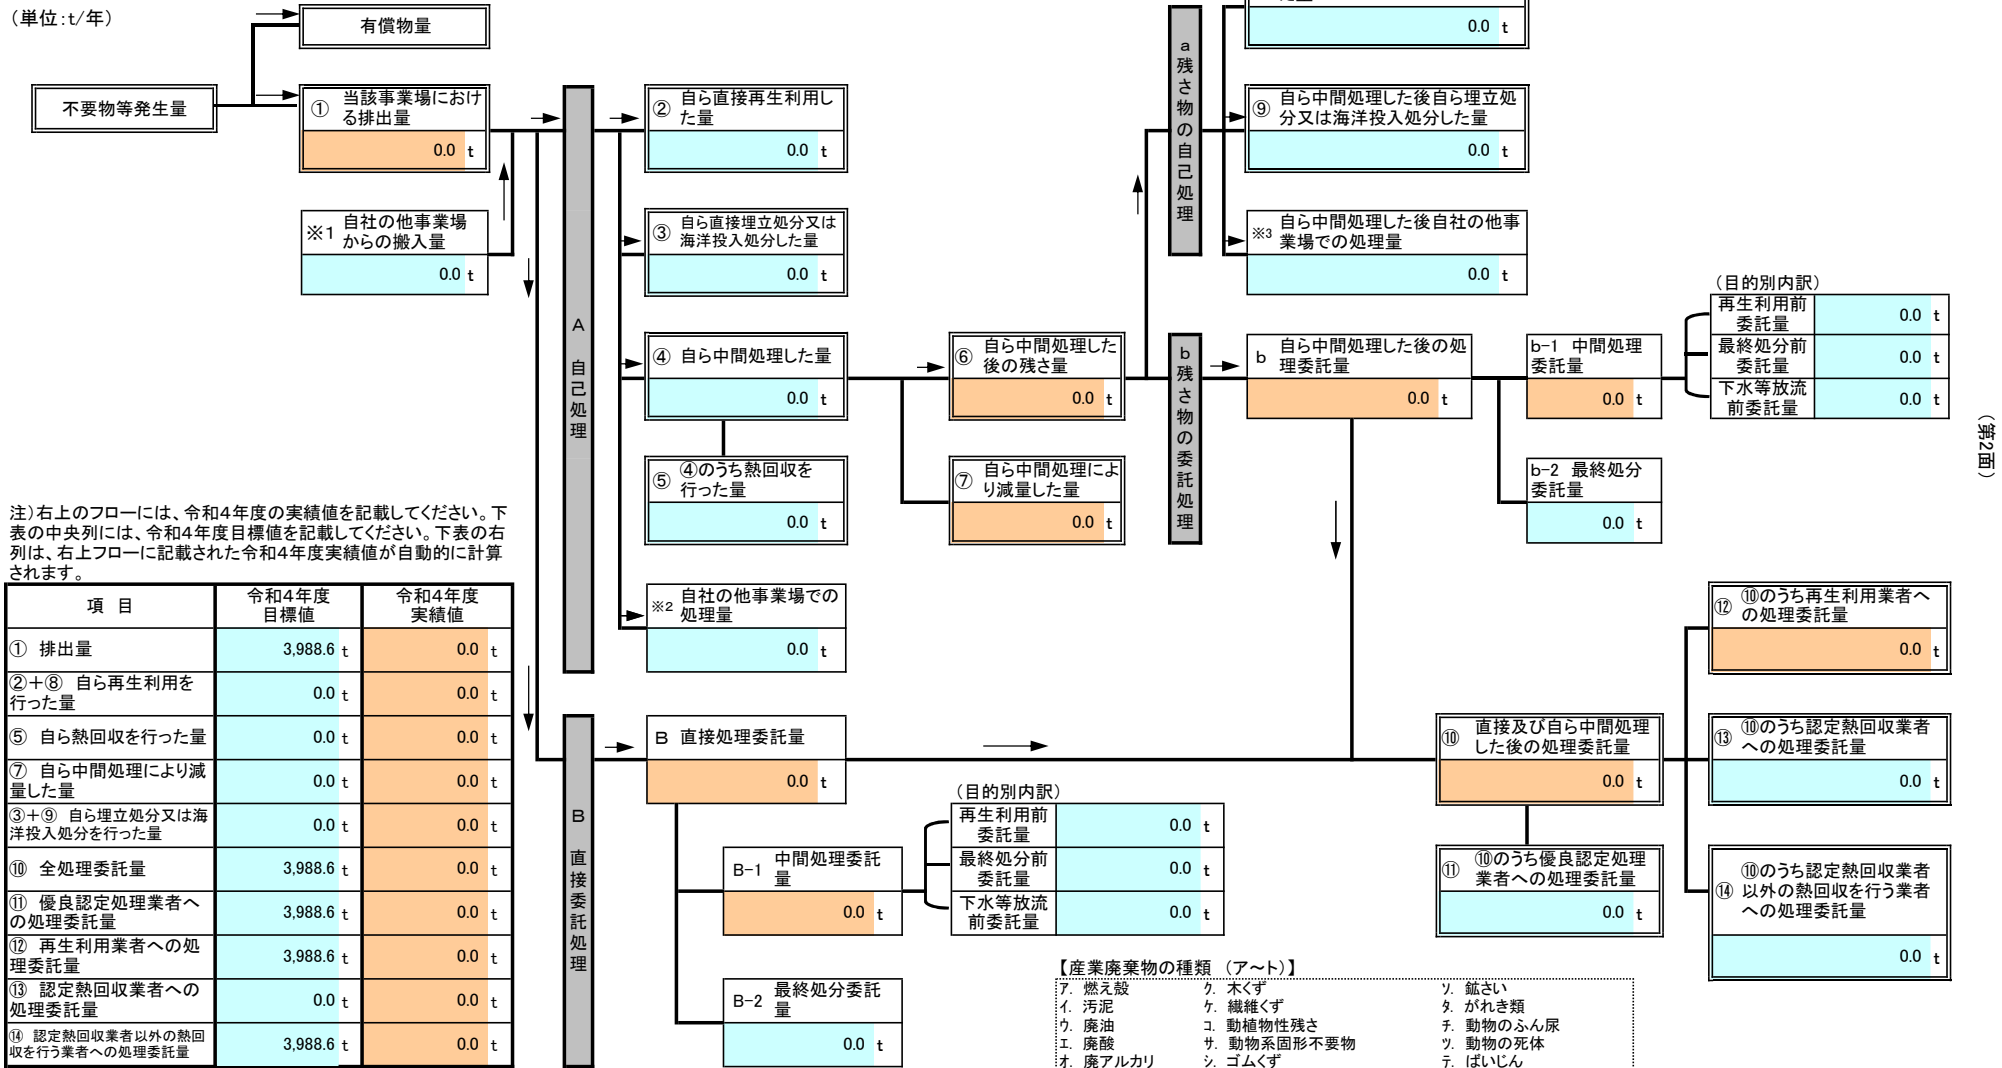 （単位:t/年）
有償物量
不要物等発生量
① 当該事業場におけ
る排出量
0.0 t
※1 自社の他事業場
からの搬入量
0.0 t
A 自己処理
② 自ら直接再生利用し
た量
0.0 t
③ 自ら直接埋立処分又は
海洋投入処分した量
0.0 t
④ 自ら中間処理した量
0.0 t
⑤ ④のうち熱回収を
行った量
0.0 t
※2 自社の他事業場での
処理量
0.0 t
⑥ 自ら中間処理した
後の残さ量
0.0 t
⑦ 自ら中間処理によ
り減量した量
0.0 t
a 残さ物の自己処理
0.0 t
⑨ 自ら中間処理した後自ら埋立処
分又は海洋投入処分した量
0.0 t
※3 自ら中間処理した後自社の他事
業場での処理量
0.0 t
b 残さ物の委託処理
b 自ら中間処理した後の処
理委託量
0.0 t
b-1 中間処理
委託量
0.0 t
（目的別内訳）
再生利用前
委託量
0.0 t
最終処分前
委託量
0.0 t
下水等放流
前委託量
0.0 t
b-2 最終処分
委託量
0.0 t
（第2面）
注）右上のフローには、令和4年度の実績値を記載してください。下
表の中央列には、令和4年度目標値を記載してください。下表の右
列は、右上フローに記載された令和4年度実績値が自動的に計算
されます。
項 目 令和4年度 目標値 令和4年度 実績値
① 排出量 3,988.6 t 0.0 t
②＋⑧ 自ら再生利用を
行った量 0.0 t 0.0 t
⑤ 自ら熱回収を行った量 0.0 t 0.0 t
⑦ 自ら中間処理により減
量した量 0.0 t 0.0 t
③＋⑨ 自ら埋立処分又は海
洋投入処分を行った量 0.0 t 0.0 t
⑩ 全処理委託量 3,988.6 t 0.0 t
⑪ 優良認定処理業者へ
の処理委託量 3,988.6 t 0.0 t
⑫ 再生利用業者への処
理委託量 3,988.6 t 0.0 t
⑬ 認定熱回収業者への
処理委託量 0.0 t 0.0 t
⑭ 認定熱回収業者以外の熱回
収を行う業者への処理委託量 3,988.6 t 0.0 t
B 直接委託処理
B 直接処理委託量
0.0 t
B-1 中間処理委託
量
0.0 t
（目的別内訳）
再生利用前
委託量
0.0 t
最終処分前
委託量
0.0 t
下水等放流
前委託量
0.0 t
B-2 最終処分委託
量
0.0 t
⑩ 直接及び自ら中間処理
した後の処理委託量
0.0 t
⑪ ⑩のうち優良認定処理
業者への処理委託量
0.0 t
⑫ ⑩のうち再生利用業者へ
の処理委託量
0.0 t
⑬ ⑩のうち認定熱回収業者
への処理委託量
0.0 t
⑭ ⑩のうち認定熱回収業者
以外の熱回収を行う業者
への処理委託量
0.0 t
【産業廃棄物の種類 （ア～ト）】
ア. 燃え殻 ク. 木くず ソ. 鉱さい
イ. 汚泥 ケ. 繊維くず タ. がれき類
ウ. 廃油 コ. 動植物性残さ チ. 動物のふん尿
エ. 廃酸 サ. 動物系固形不要物 ツ. 動物の死体
オ. 廃アルカリ シ. ゴムくず テ. ばいじん